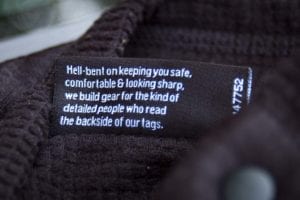 Hell-bent on keeping you safe,
comfortable & looking sharp,
we build gear for the kind of
detailed people who read
the backside of our tags.
47752